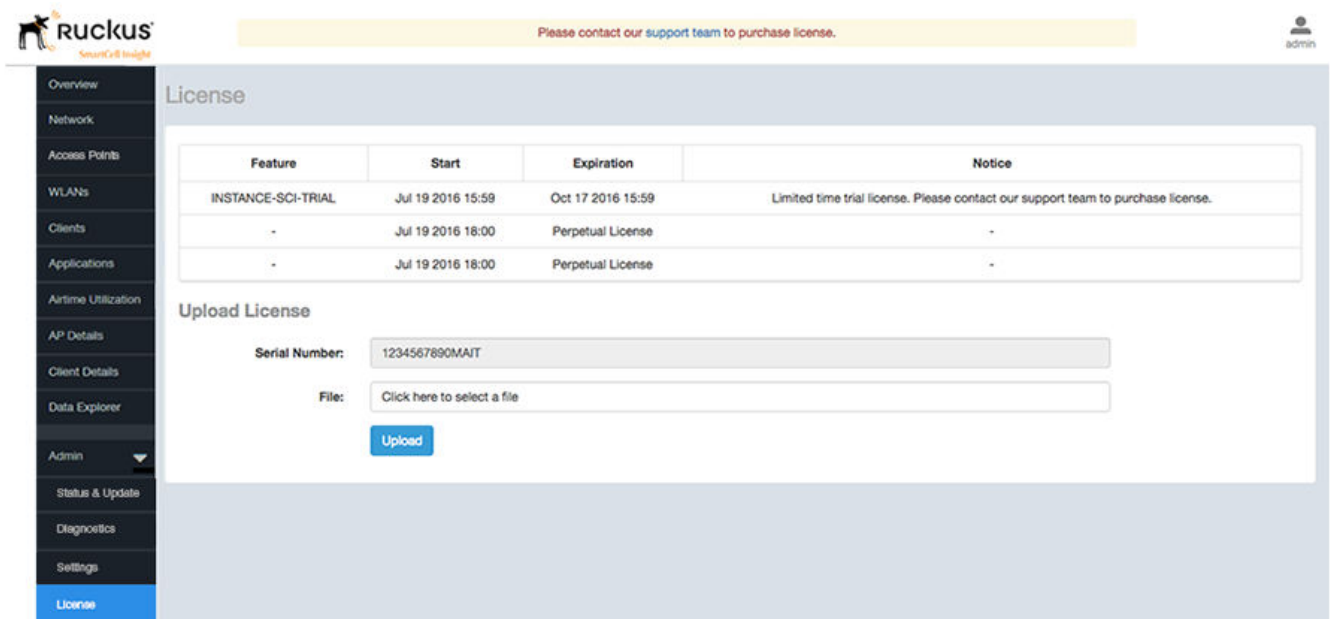 Ruckus
SmartCell Insight
Please contact our support team to purchase license.
admin
Overview
Network
Access Points
WLANs
Clients
Applications
Airtime Utilization
AP Details
Client Details
Data Explorer
Admin
Status & Update
Diagnostics
Settings
License
License
Feature Start Expiration Notice
INSTANCE-SCI-TRIAL Jul 19 2016 15:59 Oct 17 2016 15:59 Limited time trial license. Please contact our support team to purchase license.
- Jul 19 2016 18:00 Perpetual License -
- Jul 19 2016 18:00 Perpetual License -
Upload License
Serial Number: 1234567890MAIT
File: Click here to select a file
Upload